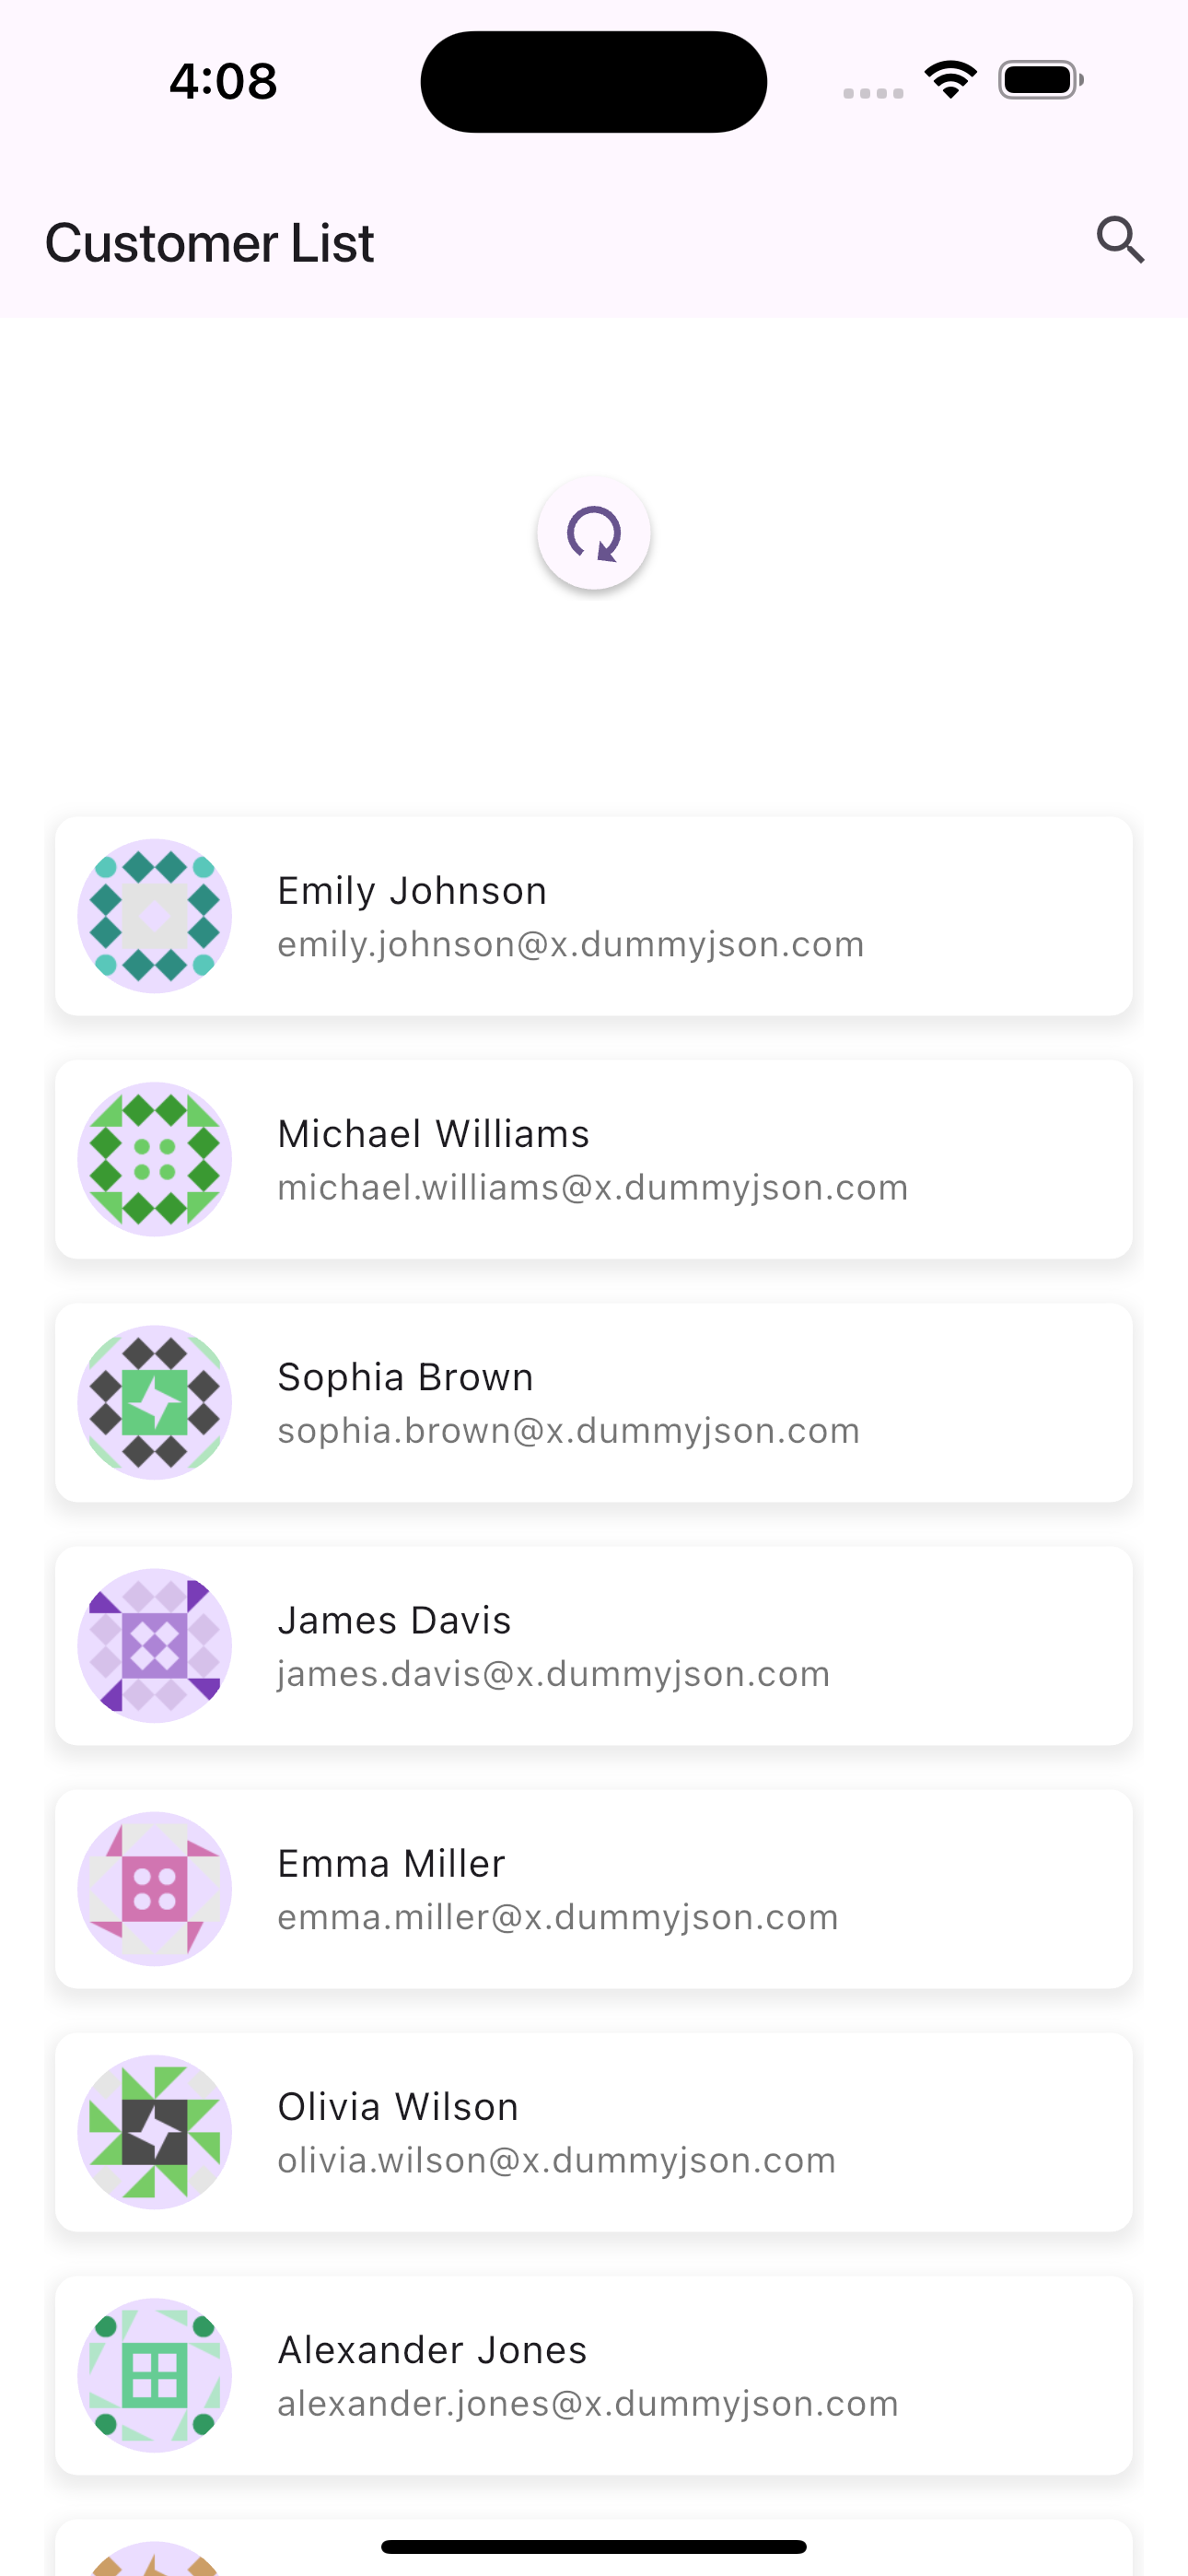 4:08
Customer List
Emily Johnson
emily.johnson@x.dummyjson.com
Michael Williams
michael.williams@x.dummyjson.com
Sophia Brown
sophia.brown@x.dummyjson.com
James Davis
james.davis@x.dummyjson.com
Emma Miller
emma.miller@x.dummyjson.com
Olivia Wilson
olivia.wilson@x.dummyjson.com
Alexander Jones
alexander.jones@x.dummyjson.com